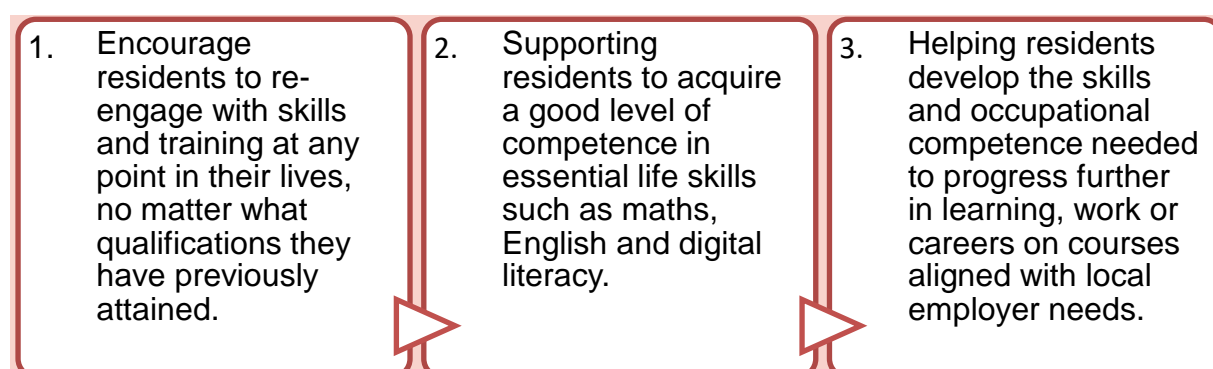 1. Encourage
residents to re-
engage with skills
and training at any
point in their lives,
no matter what
qualifications they
have previously
attained.
2. Supporting
residents to acquire
a good level of
competence in
essential life skills
such as maths,
English and digital
literacy.
3. Helping residents
develop the skills
and occupational
competence needed
to progress further
in learning, work or
careers on courses
aligned with local
employer needs.